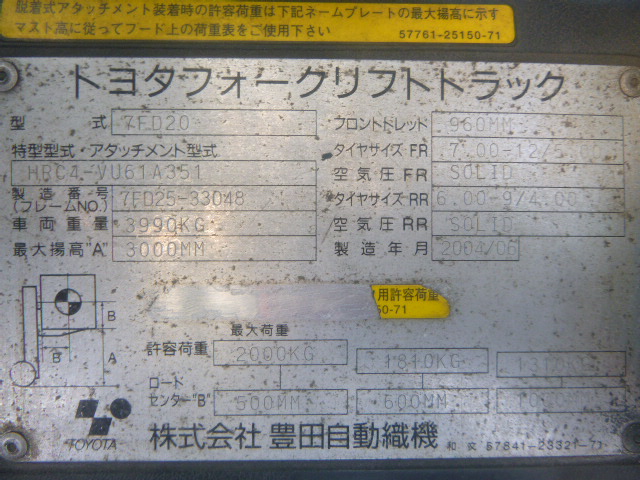 脱着式アタッチメント装着時の許容荷重は下記ネームプレートの最大揚高に示す
マスト高に従ってフード上の荷重表をご使用下さい 57761-25150-71
トヨタフォークリフトトラック
型式 7FD20 フロントトレッド 960MM
特型型式・アタッチメント型式 タイヤサイズ FR 7.00-12/5.00
HBC4-VU61A351 空気圧 FR SOLID
製造番号(フレームNO.) 7FD25-33048 タイヤサイズ RR 6.00-9/4.00
車両重量 3990KG 空気圧 RR SOLID
最大揚高"A" 3000MM 製造年月 2004/06
用許容荷重
50-71
B
B
A
最大荷重
許容荷重 2000KG 1810KG
ロードセンター"B" 500MM 600MM
TOYOTA 株式会社 豊田自動織機 和文 57841-23321-71